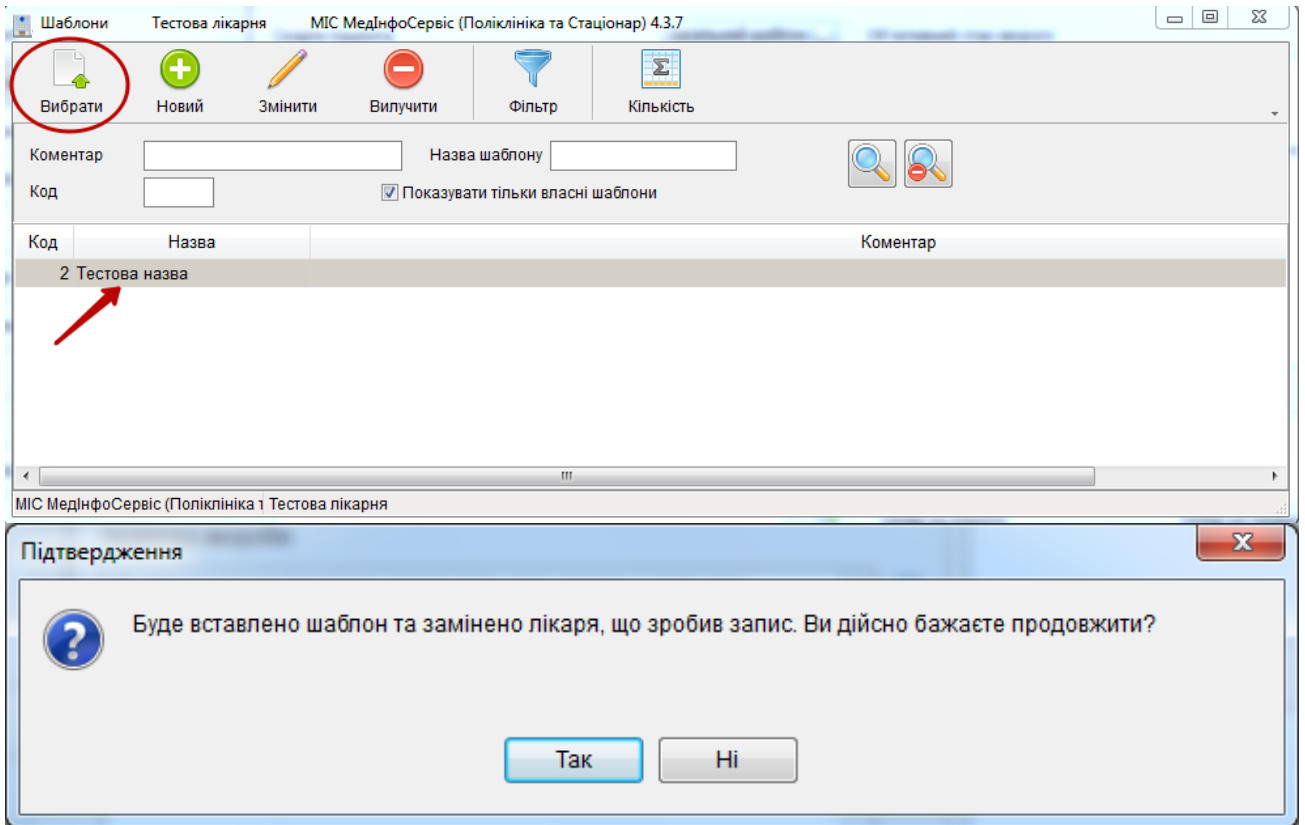 Шаблони Тестова лікарня МІС МедІнфоСервіс (Поліклініка та Стаціонар) 4.3.7
Вибрати Новий Змінити Вилучити Фільтр Кількість
Коментар Назва шаблону
Код Показувати тільки власні шаблони
Код Назва Коментар
2 Тестова назва
МІС МедІнфоСервіс (Поліклініка т Тестова лікарня
Підтвердження
Буде вставлено шаблон та замінено лікаря, що зробив запис. Ви дійсно бажаєте продовжити?
Так Ні